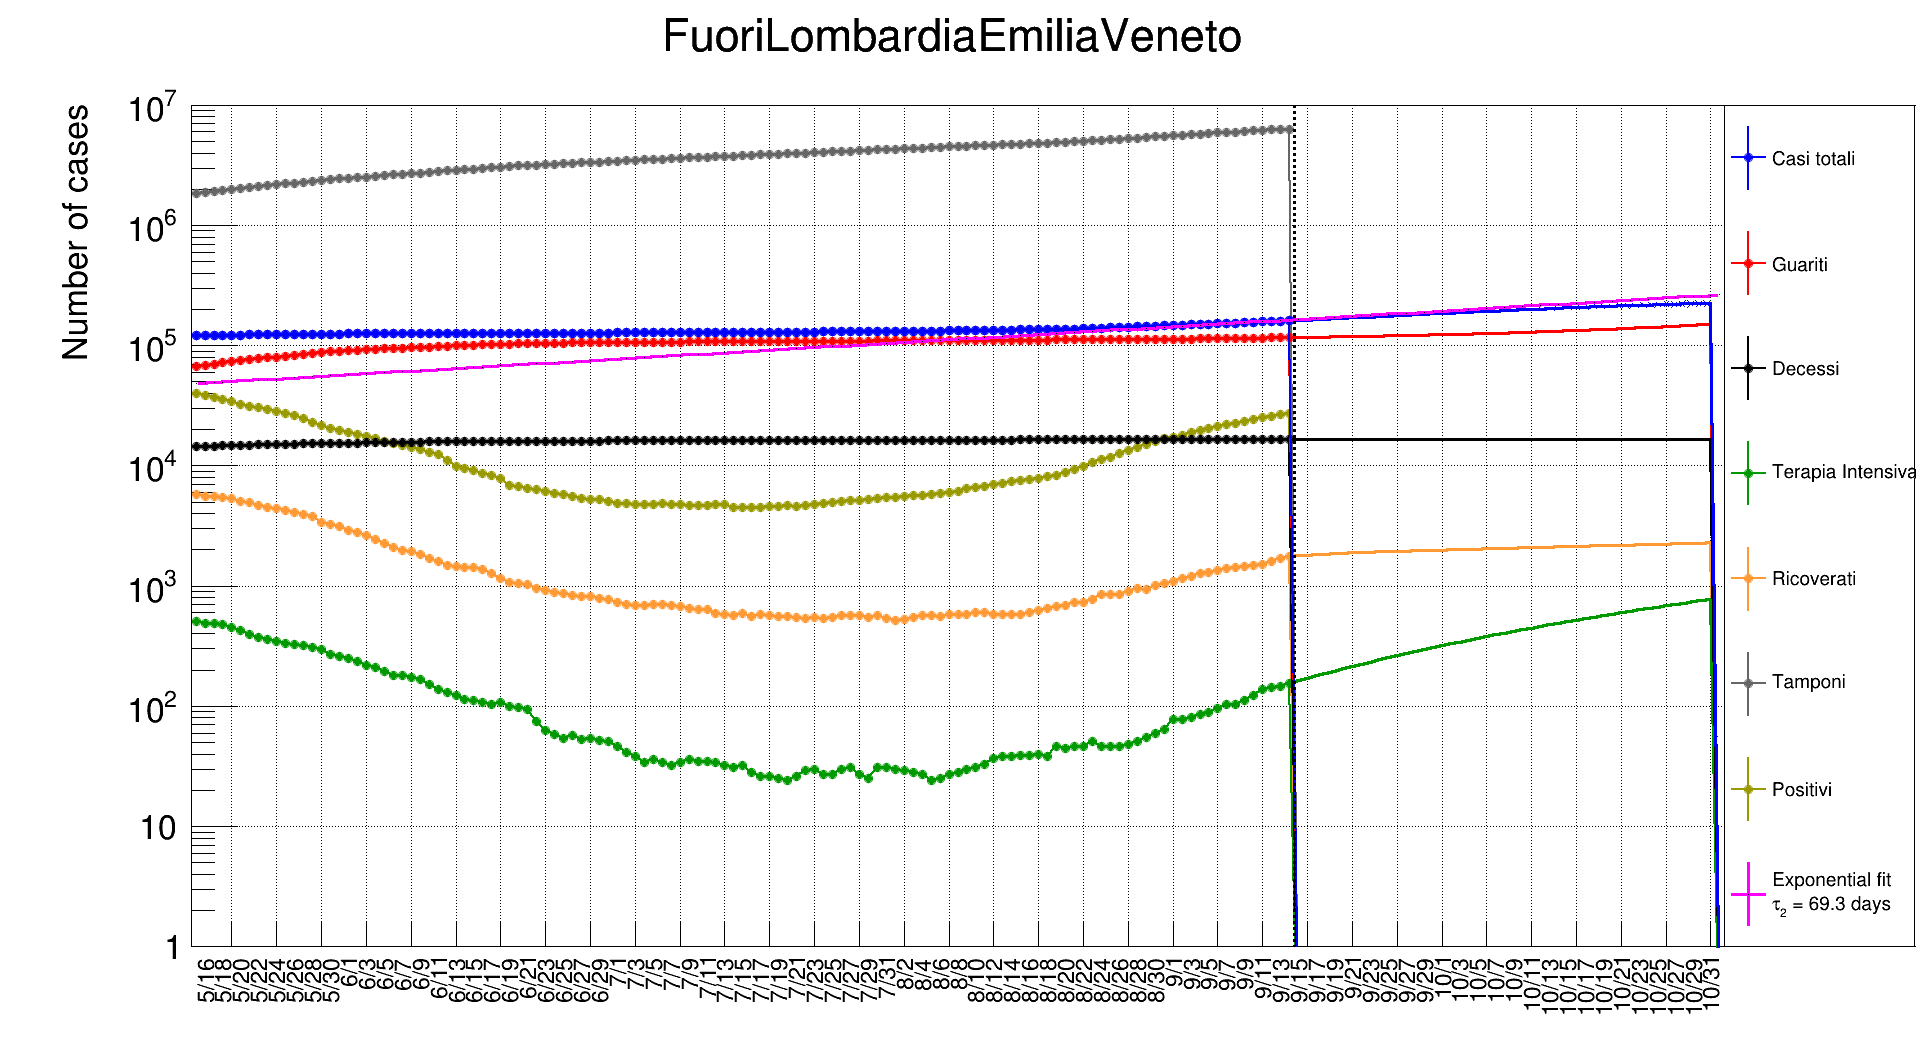 FuoriLombardiaEmiliaVeneto
Number of cases
10^7
10^6
10^5
10^4
10^3
10^2
10
1
5/16 5/18 5/20 5/22 5/24 5/26 5/28 5/30 6/1 6/3 6/5 6/7 6/9 6/11 6/13 6/15 6/17 6/19 6/21 6/23 6/25 6/27 6/29 7/1 7/3 7/5 7/7 7/9 7/11 7/13 7/15 7/17 7/19 7/21 7/23 7/25 7/27 7/29 7/31 8/2 8/4 8/6 8/8 8/10 8/12 8/14 8/16 8/18 8/20 8/22 8/24 8/26 8/28 8/30 9/1 9/3 9/5 9/7 9/9 9/11 9/13 9/15 9/17 9/19 9/21 9/23 9/25 9/27 9/29 10/1 10/3 10/5 10/7 10/9 10/11 10/13 10/15 10/17 10/19 10/21 10/23 10/25 10/27 10/29 10/31
Casi totali
Guariti
Decessi
Terapia Intensiva
Ricoverati
Tamponi
Positivi
Exponential fit
τ₂ = 69.3 days